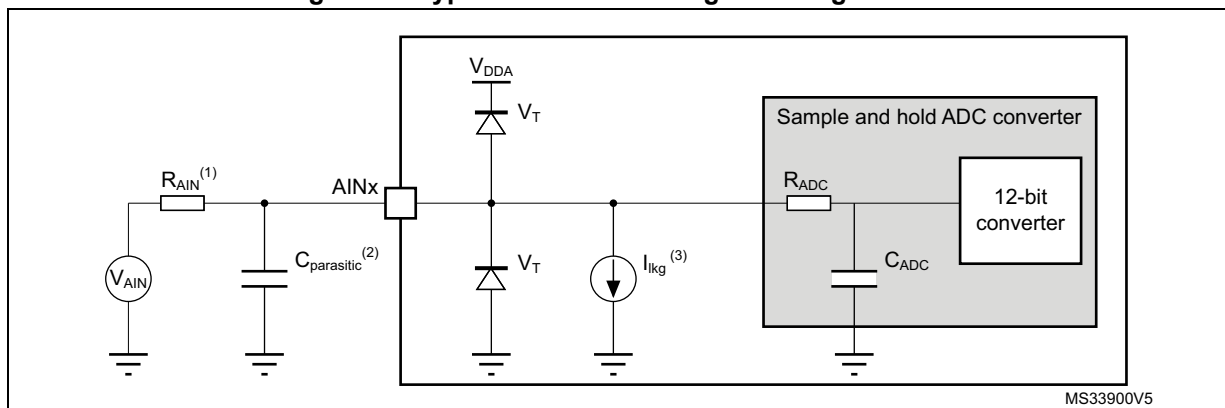 V_DDA
V_T
Sample and hold ADC converter
R_AIN^(1)
AINx
R_ADC
12-bit
converter
C_parasitic^(2)
V_T
I_lkg^(3)
C_ADC
V_AIN
MS33900V5